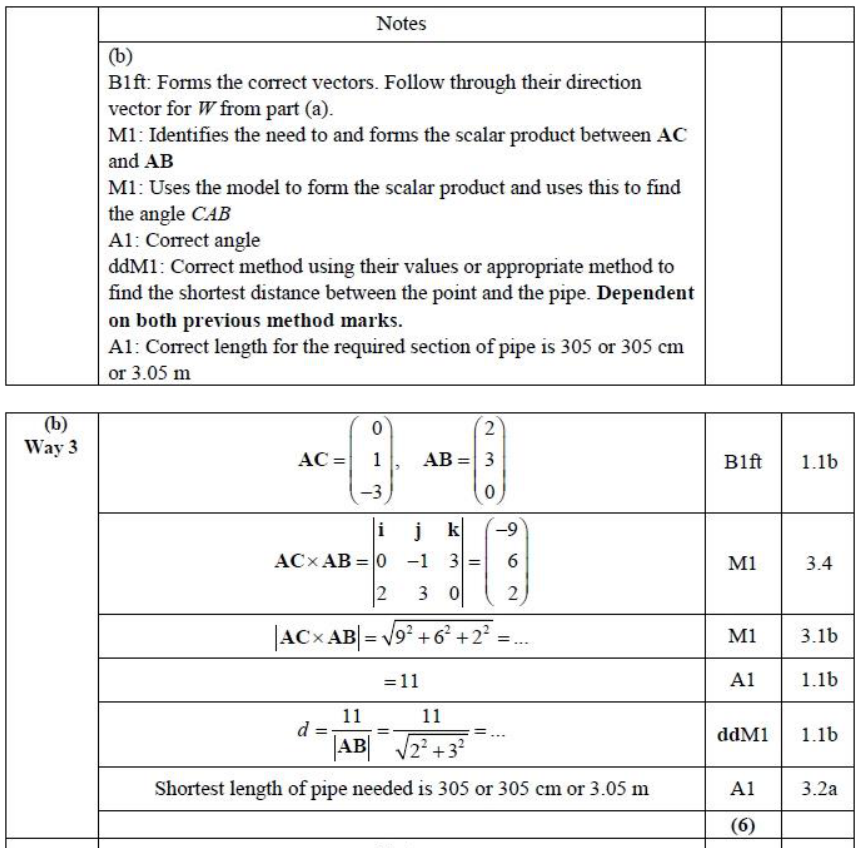 Notes
(b)
B1ft: Forms the correct vectors. Follow through their direction
vector for W from part (a).
M1: Identifies the need to and forms the scalar product between AC
and AB
M1: Uses the model to form the scalar product and uses this to find
the angle CAB
A1: Correct angle
ddM1: Correct method using their values or appropriate method to
find the shortest distance between the point and the pipe. Dependent
on both previous method marks.
A1: Correct length for the required section of pipe is 305 or 305 cm
or 3.05 m
(b)
Way 3
AC = (0, 1, −3), AB = (2, 3, 0) B1ft 1.1b
AC × AB = |i j k; 0 −1 3; 2 3 0| = (−9, 6, 2) M1 3.4
|AC × AB| = √(9² + 6² + 2²) = ... M1 3.1b
= 11 A1 1.1b
d = 11/|AB| = 11/√(2² + 3²) = ... ddM1 1.1b
Shortest length of pipe needed is 305 or 305 cm or 3.05 m A1 3.2a
(6)